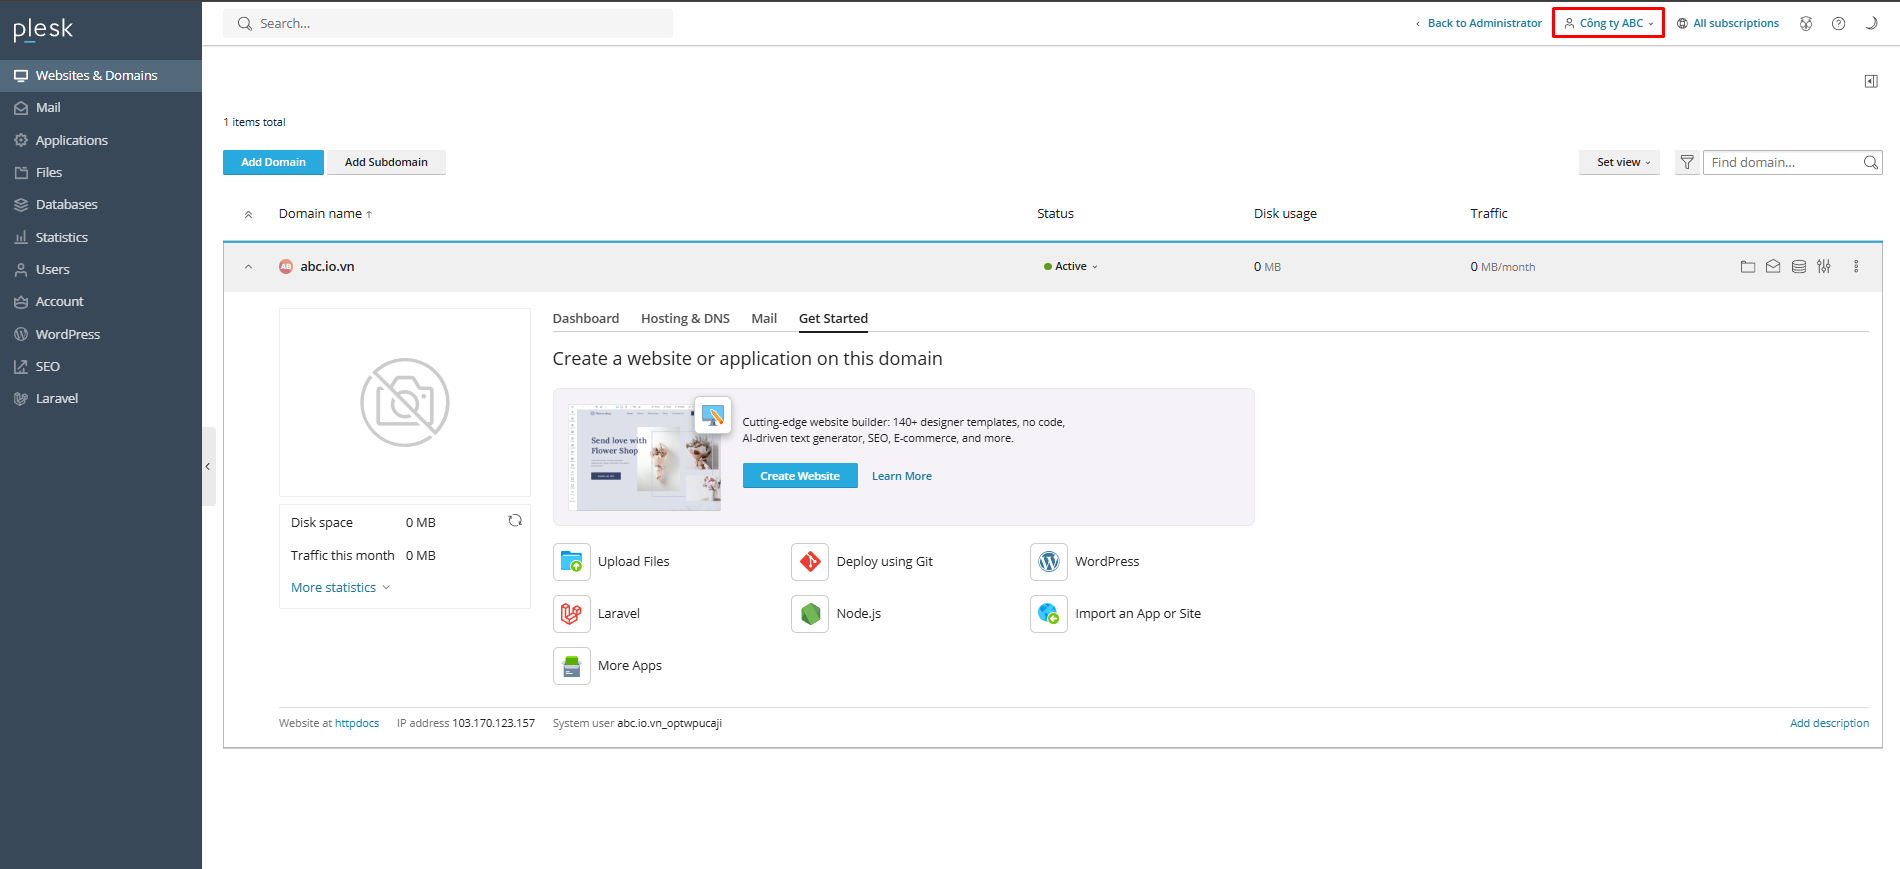 plesk
Search...
Back to Administrator
Công ty ABC
All subscriptions
Websites & Domains
Mail
Applications
Files
Databases
Statistics
Users
Account
WordPress
SEO
Laravel
1 items total
Add Domain
Add Subdomain
Set view
Find domain...
Domain name
Status
Disk usage
Traffic
AB
abc.io.vn
Active
0 MB
0 MB/month
Dashboard
Hosting & DNS
Mail
Get Started
Create a website or application on this domain
Send love with
Flower Shop
Cutting-edge website builder: 140+ designer templates, no code,
AI-driven text generator, SEO, E-commerce, and more.
Create Website
Learn More
Disk space 0 MB
Traffic this month 0 MB
More statistics
Upload Files
Deploy using Git
WordPress
Laravel
Node.js
Import an App or Site
More Apps
Website at httpdocs
IP address 103.170.123.157
System user abc.io.vn_optwpucaji
Add description